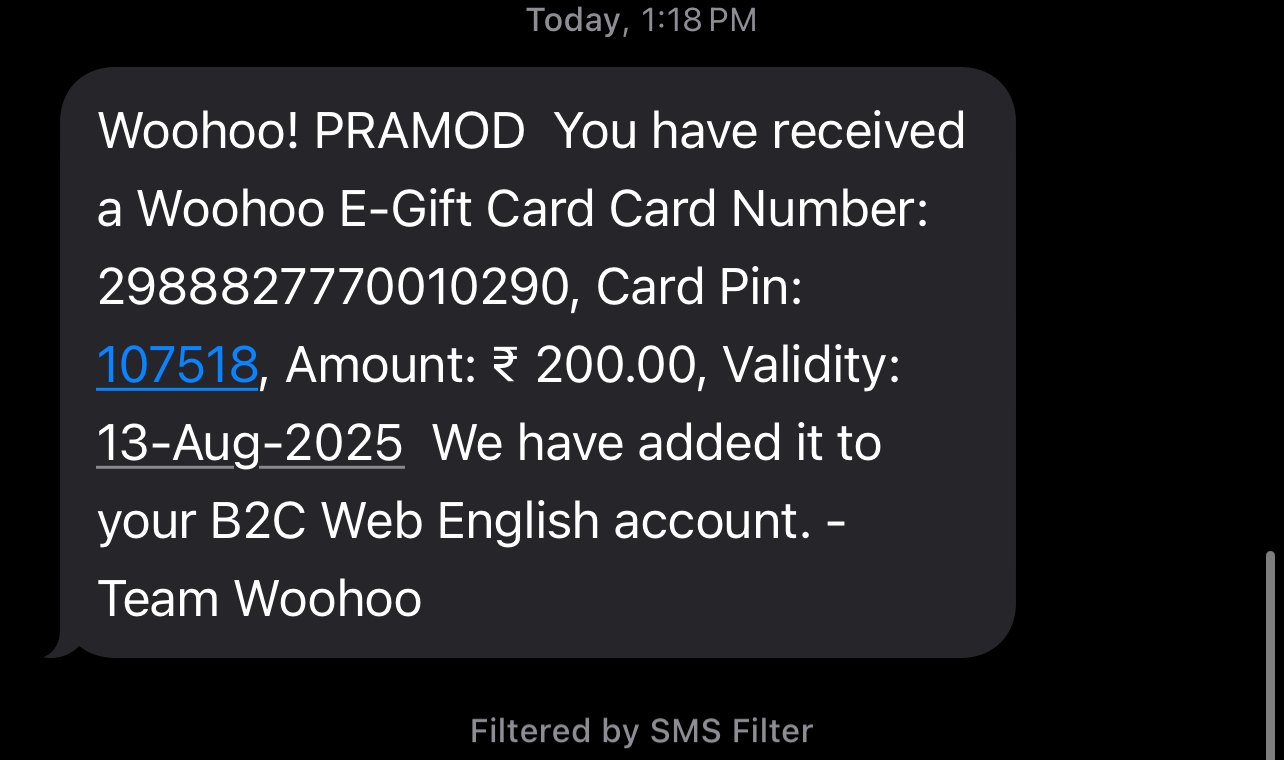 Today, 1:18 PM
Woohoo! PRAMOD  You have received
a Woohoo E-Gift Card Card Number:
2988827770010290, Card Pin:
107518, Amount: ₹ 200.00, Validity:
13-Aug-2025  We have added it to
your B2C Web English account. -
Team Woohoo
Filtered by SMS Filter